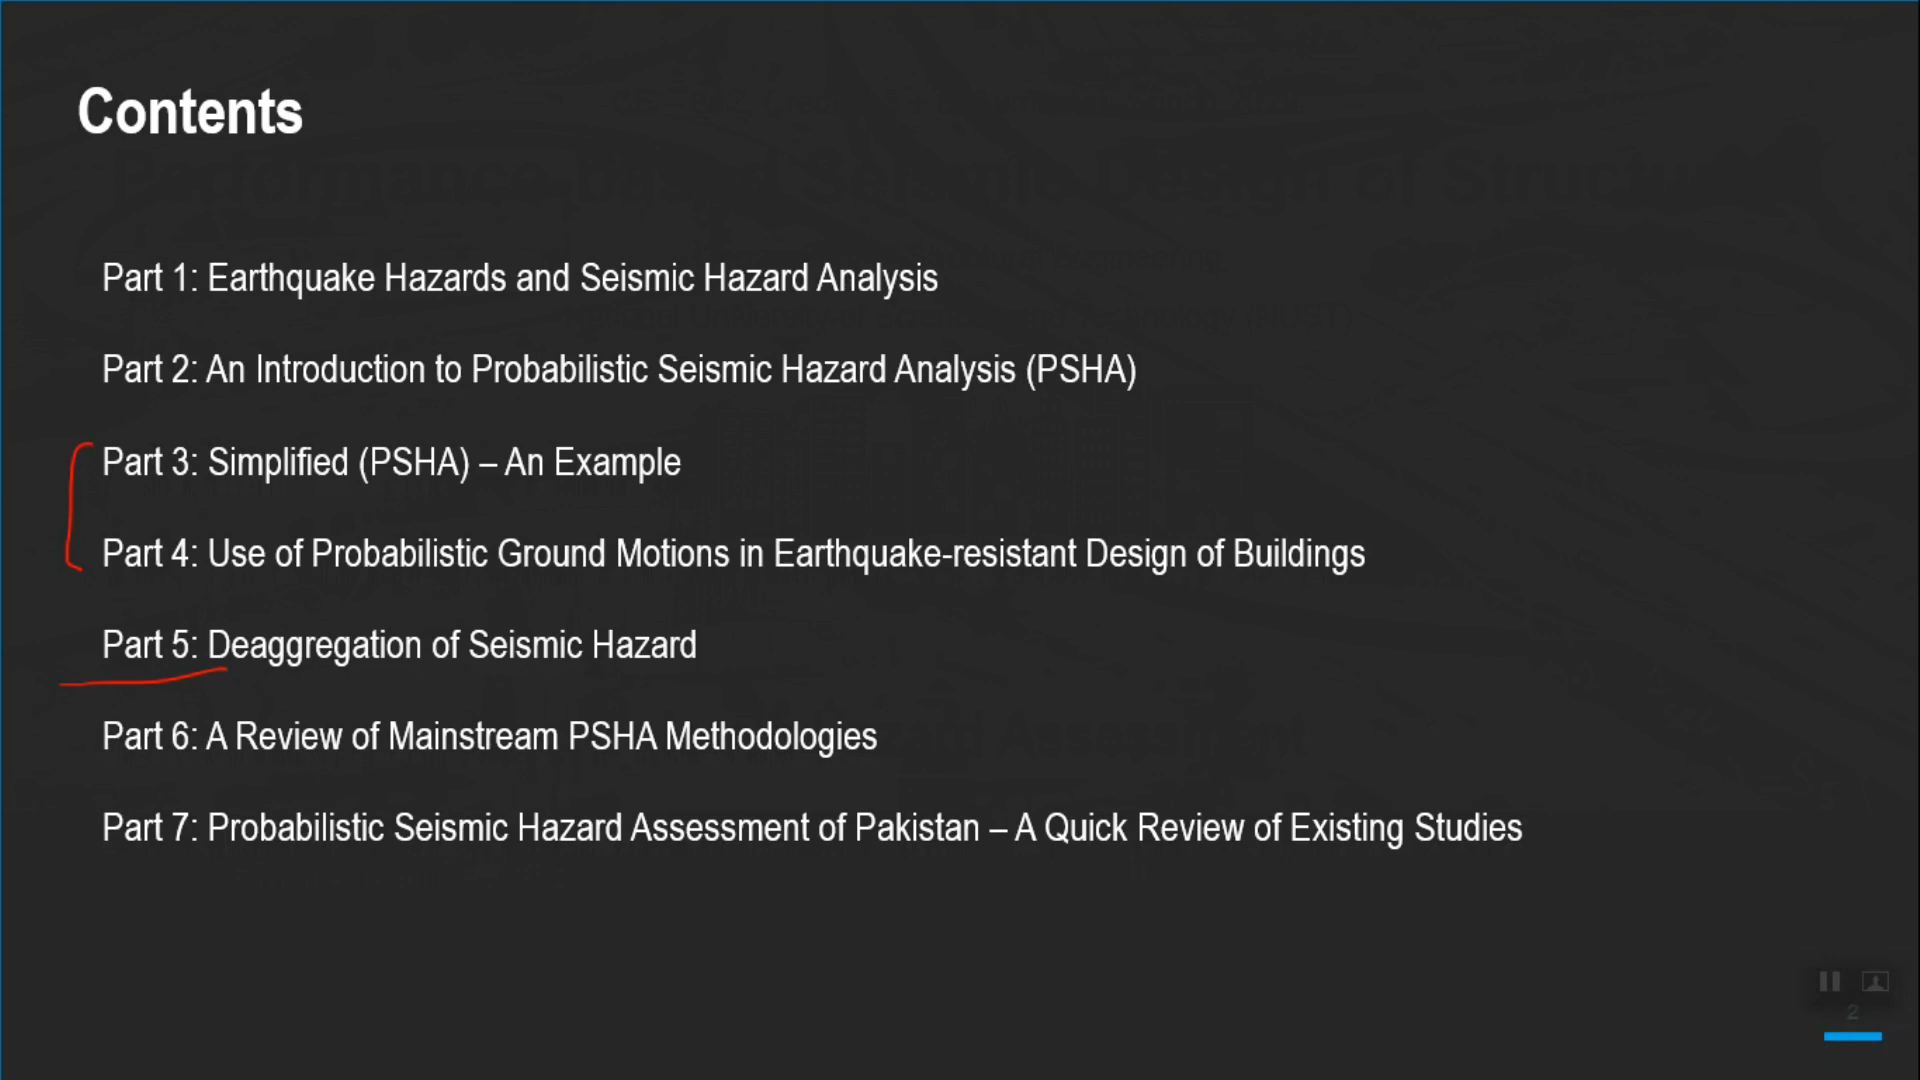 Contents
Part 1: Earthquake Hazards and Seismic Hazard Analysis
Part 2: An Introduction to Probabilistic Seismic Hazard Analysis (PSHA)
Part 3: Simplified (PSHA) – An Example
Part 4: Use of Probabilistic Ground Motions in Earthquake-resistant Design of Buildings
Part 5: Deaggregation of Seismic Hazard
Part 6: A Review of Mainstream PSHA Methodologies
Part 7: Probabilistic Seismic Hazard Assessment of Pakistan – A Quick Review of Existing Studies
2